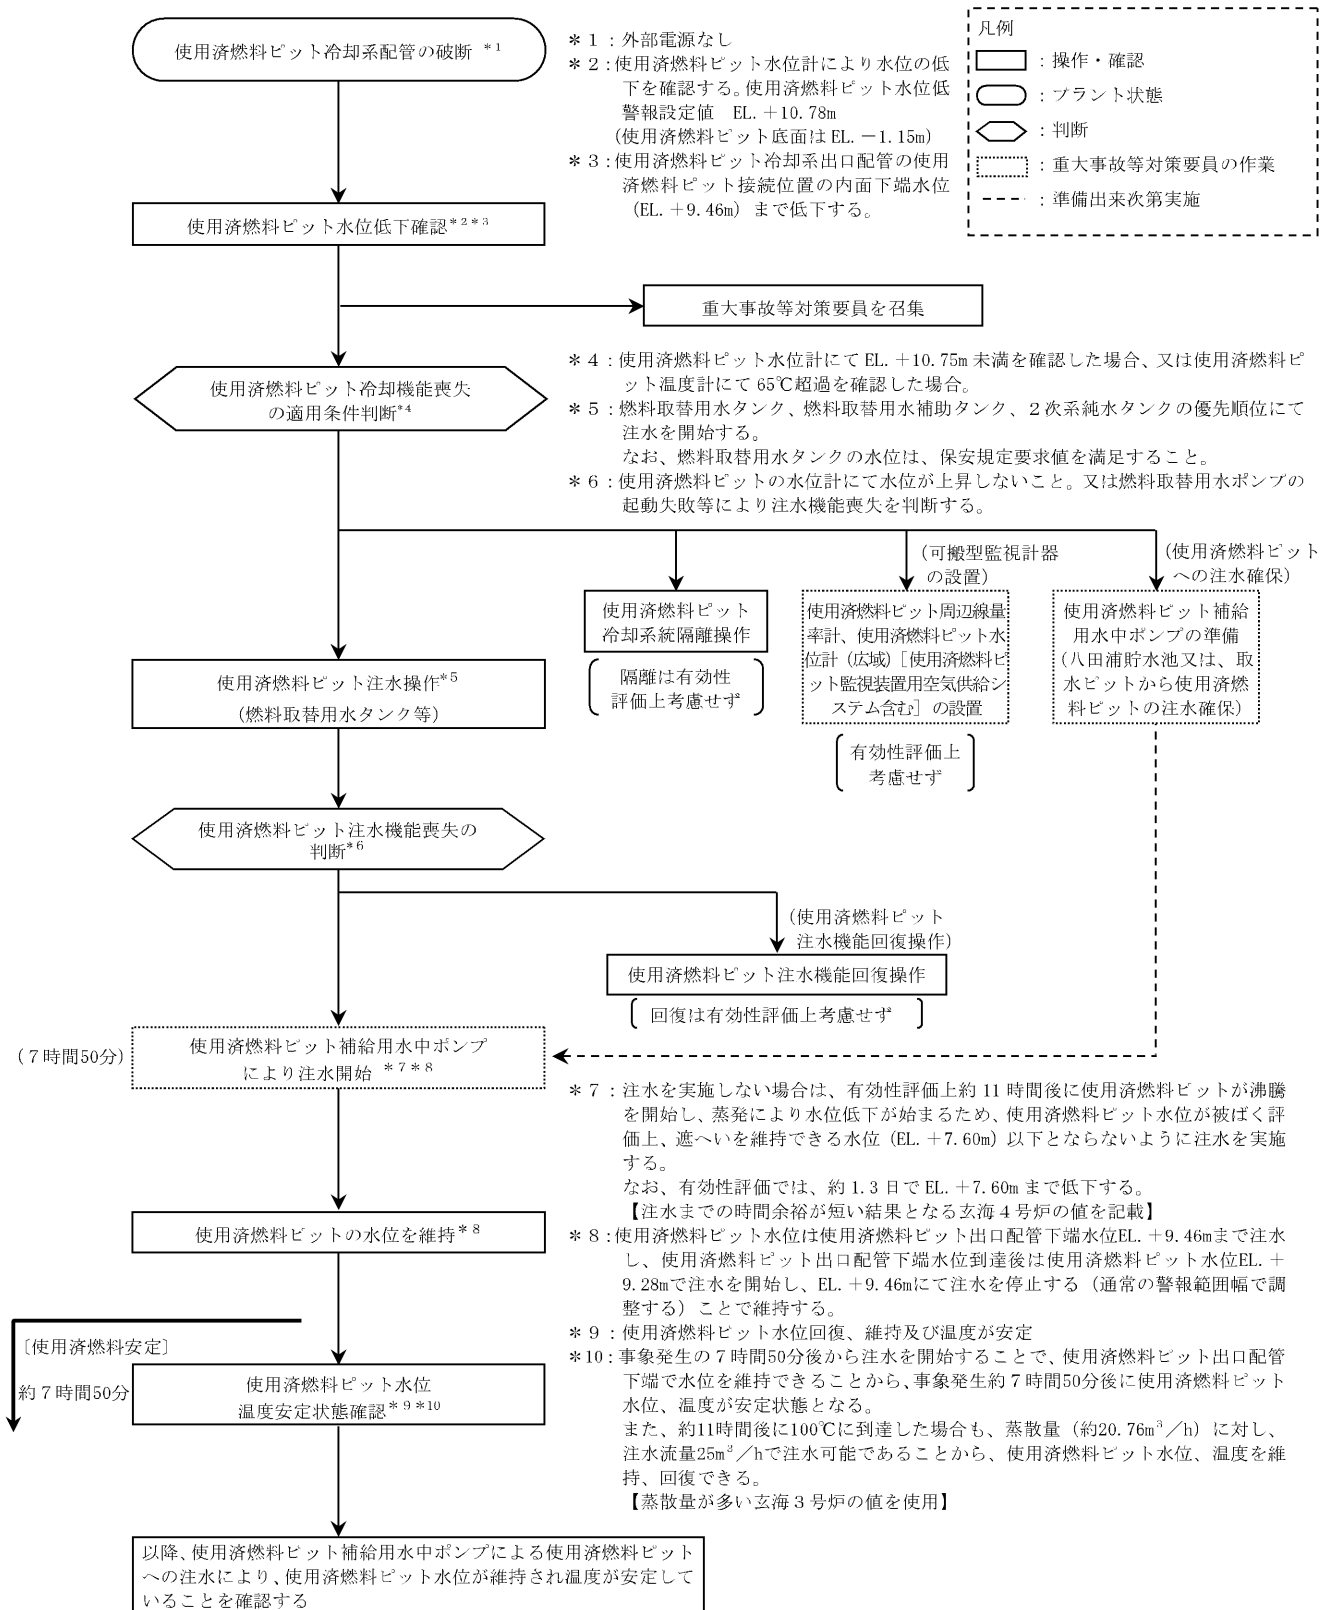 使用済燃料ピット冷却系配管の破断 *1
*1：外部電源なし
*2：使用済燃料ピット水位計により水位の低
下を確認する。使用済燃料ピット水位低
警報設定値　EL.＋10.78m
(使用済燃料ピット底面は EL.－1.15m)
*3：使用済燃料ピット冷却系出口配管の使用
済燃料ピット接続位置の内面下端水位
（EL.＋9.46m）まで低下する。
凡例
：操作・確認
：プラント状態
：判断
：重大事故等対策要員の作業
：準備出来次第実施
使用済燃料ピット水位低下確認*2*3
重大事故等対策要員を召集
使用済燃料ピット冷却機能喪失
の適用条件判断*4
*4：使用済燃料ピット水位計にて EL.＋10.75m 未満を確認した場合、又は使用済燃料ピ
ット温度計にて 65℃超過を確認した場合。
*5：燃料取替用水タンク、燃料取替用水補助タンク、２次系純水タンクの優先順位にて
注水を開始する。
なお、燃料取替用水タンクの水位は、保安規定要求値を満足すること。
*6：使用済燃料ピットの水位計にて水位が上昇しないこと。又は燃料取替用水ポンプの
起動失敗等により注水機能喪失を判断する。
(可搬型監視計器
の設置)
(使用済燃料ピット
への注水確保)
使用済燃料ピット
冷却系統隔離操作
隔離は有効性
評価上考慮せず
使用済燃料ピット周辺線量
率計、使用済燃料ピット水
位計（広域）［使用済燃料ピ
ット監視装置用空気供給シ
ステム含む］の設置
有効性評価上
考慮せず
使用済燃料ピット補給
用水中ポンプの準備
(八田浦貯水池又は、取
水ピットから使用済燃
料ピットの注水確保)
使用済燃料ピット注水操作*5
(燃料取替用水タンク等)
使用済燃料ピット注水機能喪失の
判断*6
(使用済燃料ピット
注水機能回復操作)
使用済燃料ピット注水機能回復操作
回復は有効性評価上考慮せず
(７時間50分)
使用済燃料ピット補給用水中ポンプ
により注水開始 *7*8
*7：注水を実施しない場合は、有効性評価上約 11 時間後に使用済燃料ピットが沸騰
を開始し、蒸発により水位低下が始まるため、使用済燃料ピット水位が被ばく評
価上、遮へいを維持できる水位（EL.＋7.60m）以下とならないように注水を実施
する。
なお、有効性評価では、約 1.3 日で EL.＋7.60m まで低下する。
【注水までの時間余裕が短い結果となる玄海４号炉の値を記載】
使用済燃料ピットの水位を維持*8
*8：使用済燃料ピット水位は使用済燃料ピット出口配管下端水位EL.＋9.46mまで注水
し、使用済燃料ピット出口配管下端水位到達後は使用済燃料ピット水位EL.＋
9.28mで注水を開始し、EL.＋9.46mにて注水を停止する（通常の警報範囲幅で調
整する）ことで維持する。
*9：使用済燃料ピット水位回復、維持及び温度が安定
*10：事象発生の７時間50分後から注水を開始することで、使用済燃料ピット出口配管
下端で水位を維持できることから、事象発生約７時間50分後に使用済燃料ピット
水位、温度が安定状態となる。
また、約11時間後に100℃に到達した場合も、蒸散量（約20.76m³／h）に対し、
注水流量25m³／hで注水可能であることから、使用済燃料ピット水位、温度を維
持、回復できる。
【蒸散量が多い玄海３号炉の値を使用】
［使用済燃料安定］
約７時間50分
使用済燃料ピット水位
温度安定状態確認*9*10
以降、使用済燃料ピット補給用水中ポンプによる使用済燃料ピット
への注水により、使用済燃料ピット水位が維持され温度が安定して
いることを確認する